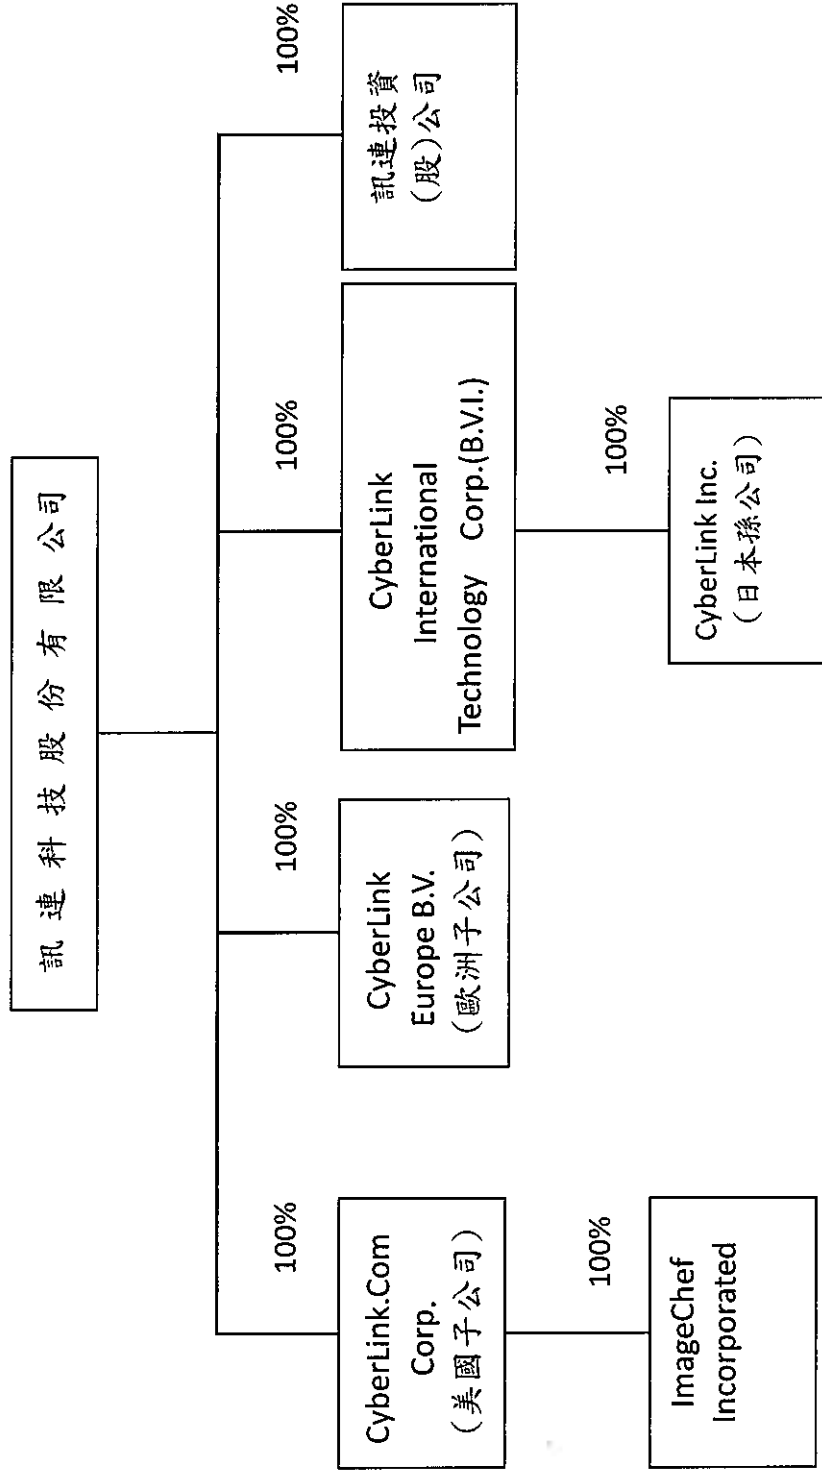 訊連科技股份有限公司
100%
100%
100%
100%
CyberLink.Com
Corp.
(美國子公司)
CyberLink
Europe B.V.
(歐洲子公司)
CyberLink
International
Technology Corp.(B.V.I.)
訊連投資
(股)公司
100%
100%
ImageChef
Incorporated
CyberLink Inc.
(日本孫公司)